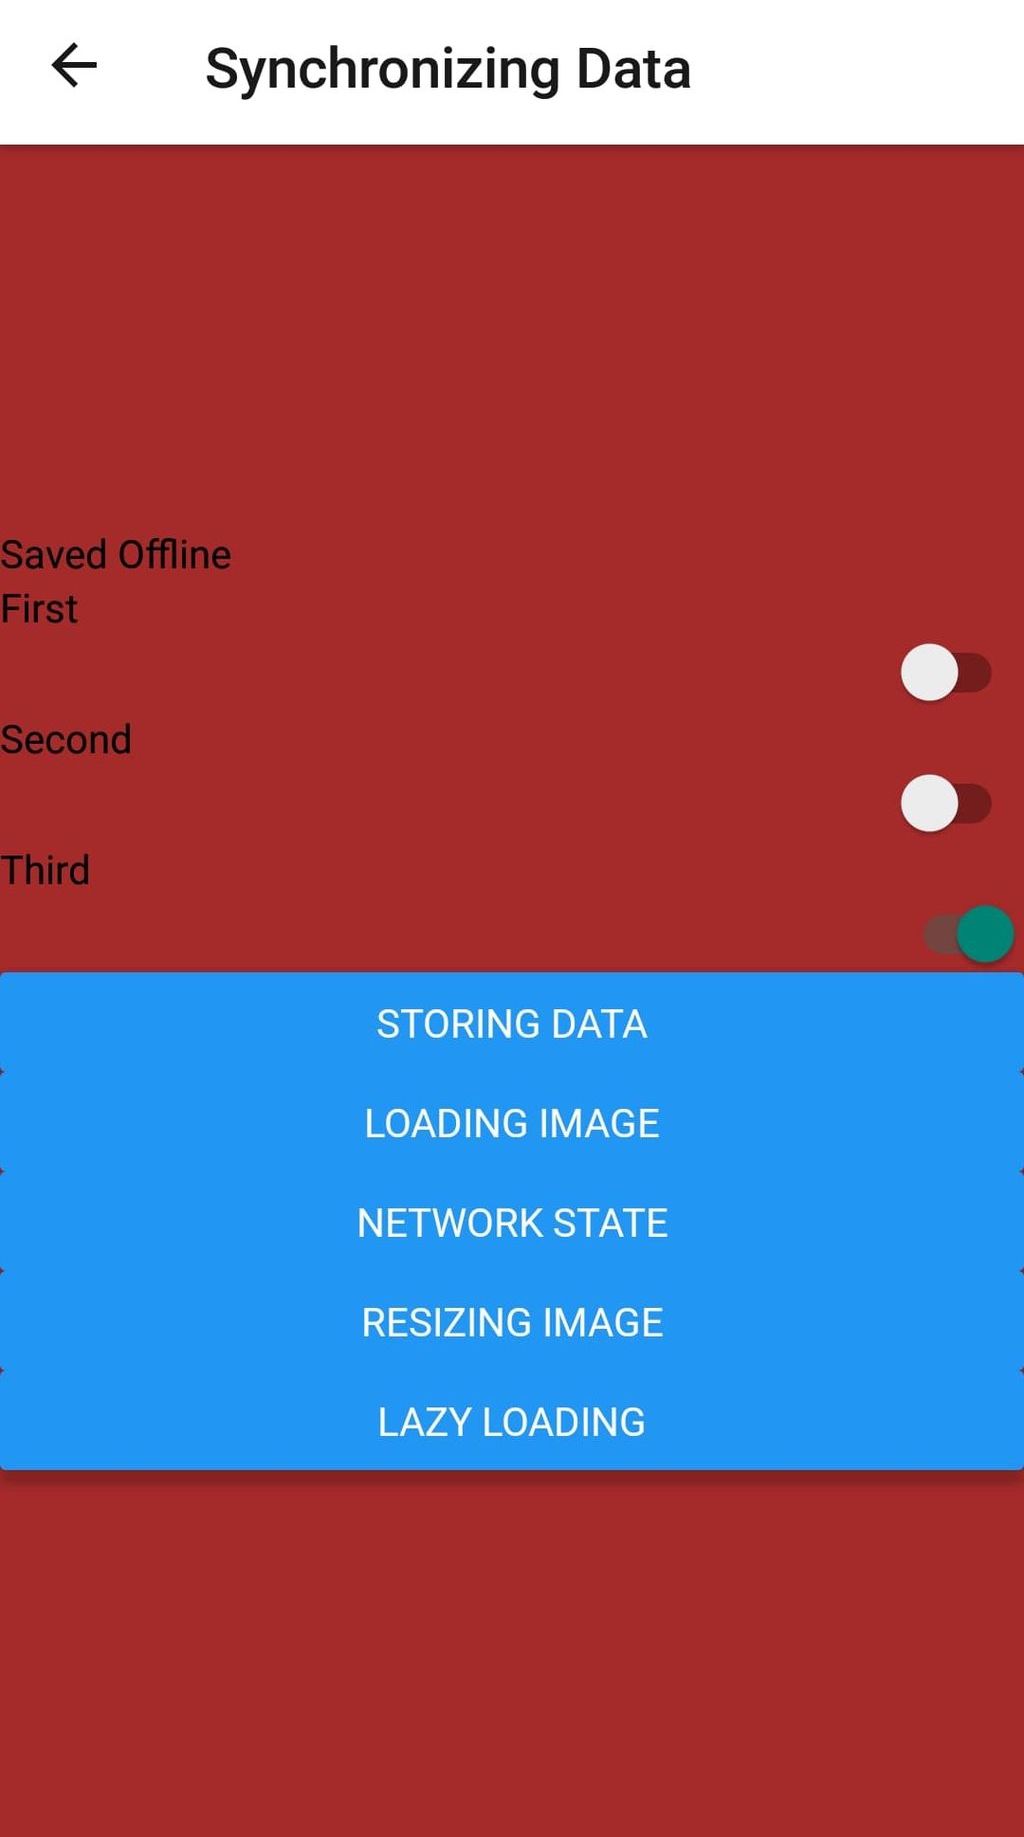 Synchronizing Data
Saved Offline
First
Second
Third
STORING DATA
LOADING IMAGE
NETWORK STATE
RESIZING IMAGE
LAZY LOADING